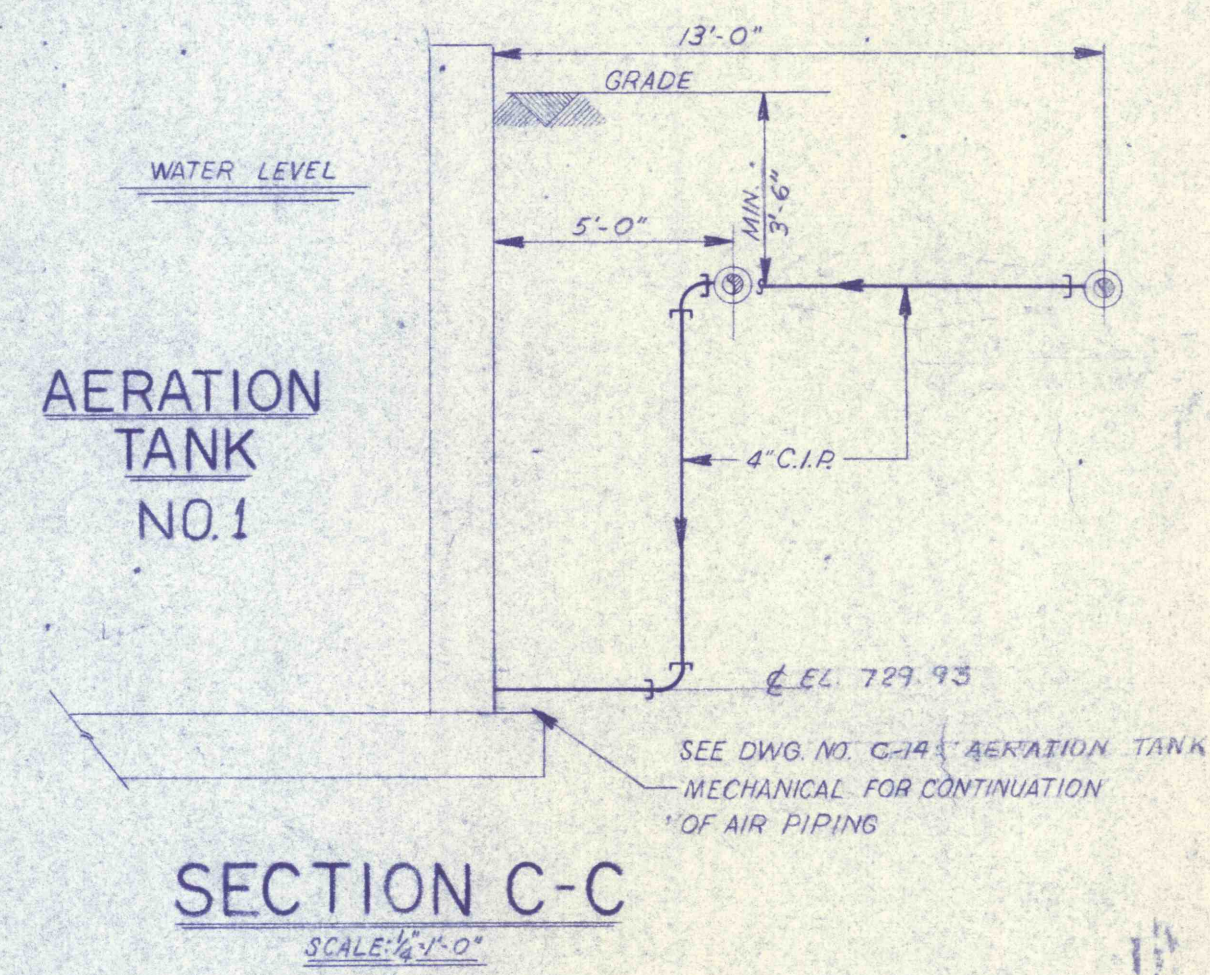 13'-0"
GRADE
WATER LEVEL
MIN.
3'-6"
5'-0"
AERATION
TANK
NO. 1
4" C.I.P.
℄ EL. 729.93
SEE DWG. NO. C-14 AERATION TANK
MECHANICAL FOR CONTINUATION
OF AIR PIPING
SECTION C-C
SCALE: 1/4"=1'-0"